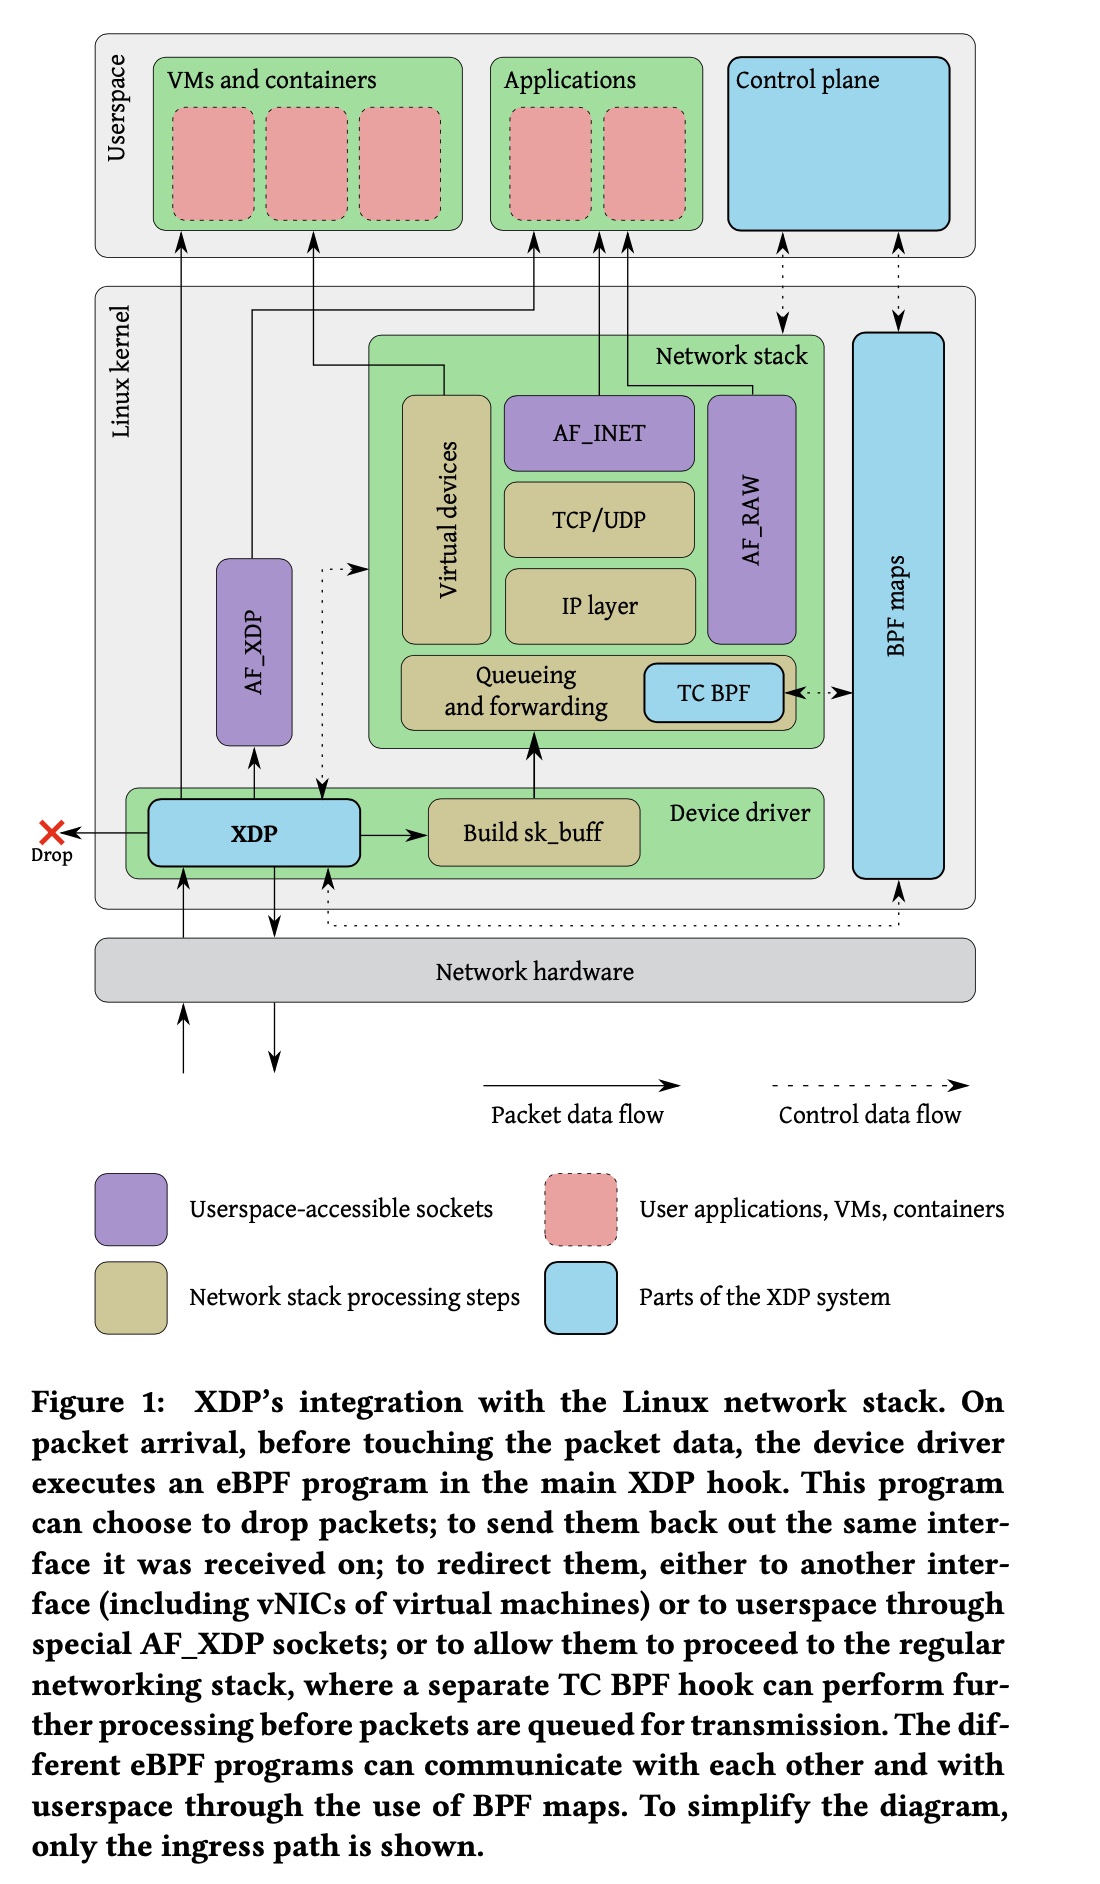 Userspace
VMs and containers
Applications
Control plane
Linux kernel
Network stack
Virtual devices
AF_INET
TCP/UDP
IP layer
AF_RAW
BPF maps
AF_XDP
Queueing
and forwarding
TC BPF
Device driver
XDP
Build sk_buff
Drop
Network hardware
Packet data flow
Control data flow
Userspace-accessible sockets
User applications, VMs, containers
Network stack processing steps
Parts of the XDP system
Figure 1: XDP’s integration with the Linux network stack. On
packet arrival, before touching the packet data, the device driver
executes an eBPF program in the main XDP hook. This program
can choose to drop packets; to send them back out the same inter-
face it was received on; to redirect them, either to another inter-
face (including vNICs of virtual machines) or to userspace through
special AF_XDP sockets; or to allow them to proceed to the regular
networking stack, where a separate TC BPF hook can perform fur-
ther processing before packets are queued for transmission. The dif-
ferent eBPF programs can communicate with each other and with
userspace through the use of BPF maps. To simplify the diagram,
only the ingress path is shown.